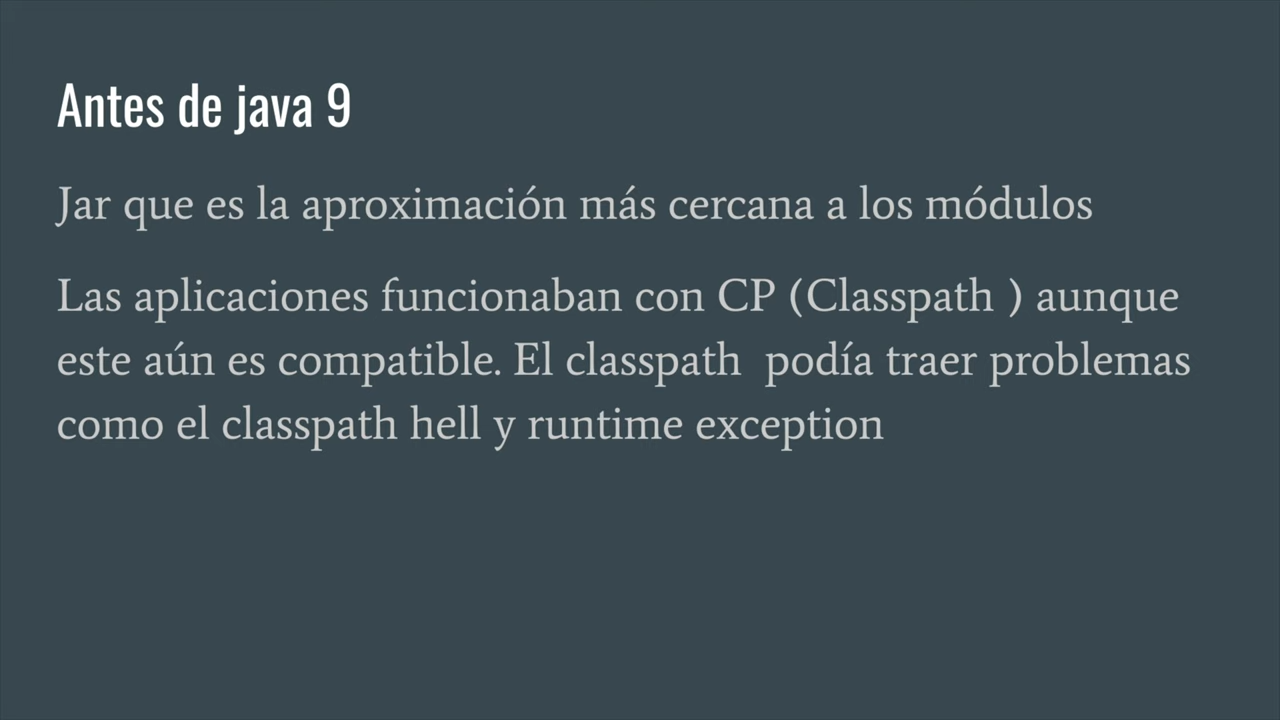 Antes de java 9
Jar que es la aproximación más cercana a los módulos
Las aplicaciones funcionaban con CP (Classpath ) aunque
este aún es compatible. El classpath  podía traer problemas
como el classpath hell y runtime exception